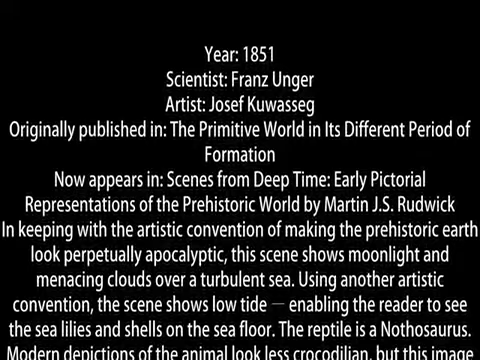 Year: 1851
Scientist: Franz Unger
Artist: Josef Kuwasseg
Originally published in: The Primitive World in Its Different Period of
Formation
Now appears in: Scenes from Deep Time: Early Pictorial
Representations of the Prehistoric World by Martin J.S. Rudwick
In keeping with the artistic convention of making the prehistoric earth
look perpetually apocalyptic, this scene shows moonlight and
menacing clouds over a turbulent sea. Using another artistic
convention, the scene shows low tide — enabling the reader to see
the sea lilies and shells on the sea floor. The reptile is a Nothosaurus.
Modern depictions of the animal look less crocodilian, but this image